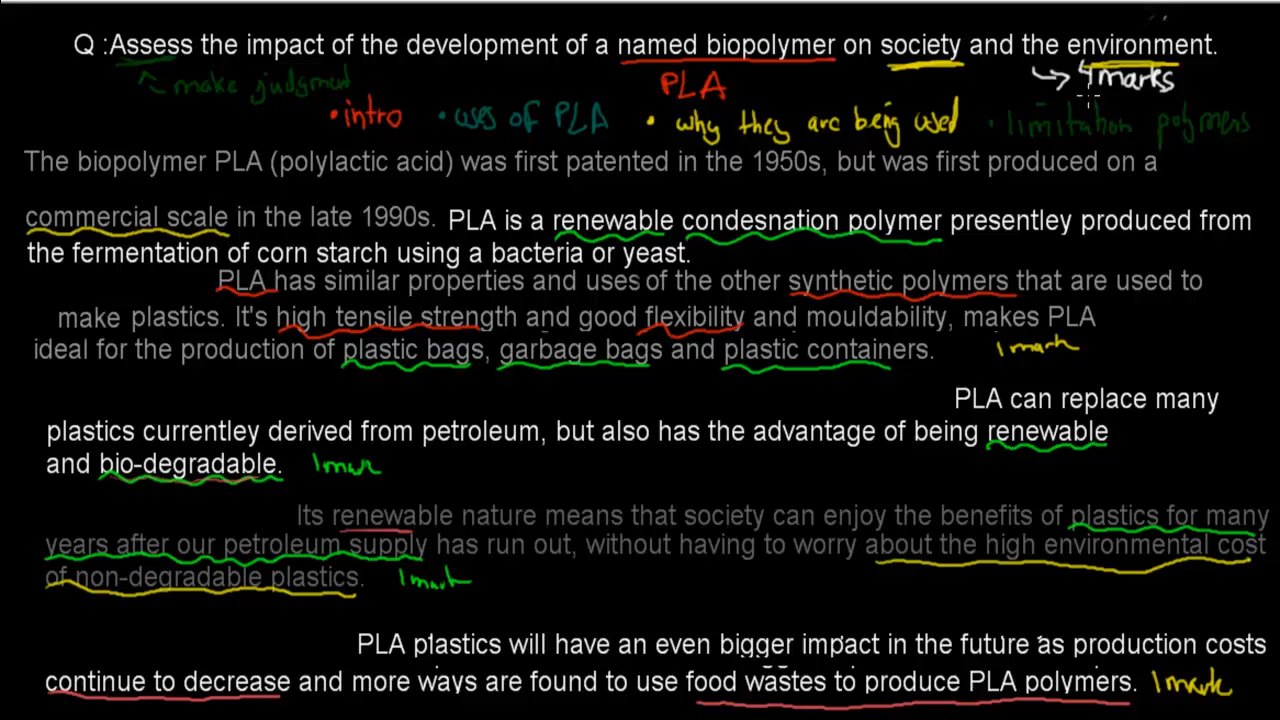 Q :Assess the impact of the development of a named biopolymer on society and the environment.
make judgment PLA 4 marks
• intro • uses of PLA • why they are being used • limitation polymers
The biopolymer PLA (polylactic acid) was first patented in the 1950s, but was first produced on a
commercial scale in the late 1990s. PLA is a renewable condesnation polymer presentley produced from
the fermentation of corn starch using a bacteria or yeast.
PLA has similar properties and uses of the other synthetic polymers that are used to
make plastics. It's high tensile strength and good flexibility and mouldability, makes PLA
ideal for the production of plastic bags, garbage bags and plastic containers. 1 mark
PLA can replace many
plastics currentley derived from petroleum, but also has the advantage of being renewable
and bio-degradable. 1 mar
Its renewable nature means that society can enjoy the benefits of plastics for many
years after our petroleum supply has run out, without having to worry about the high environmental cost
of non-degradable plastics. 1 mark
PLA plastics will have an even bigger impact in the future as production costs
continue to decrease and more ways are found to use food wastes to produce PLA polymers. 1 mark